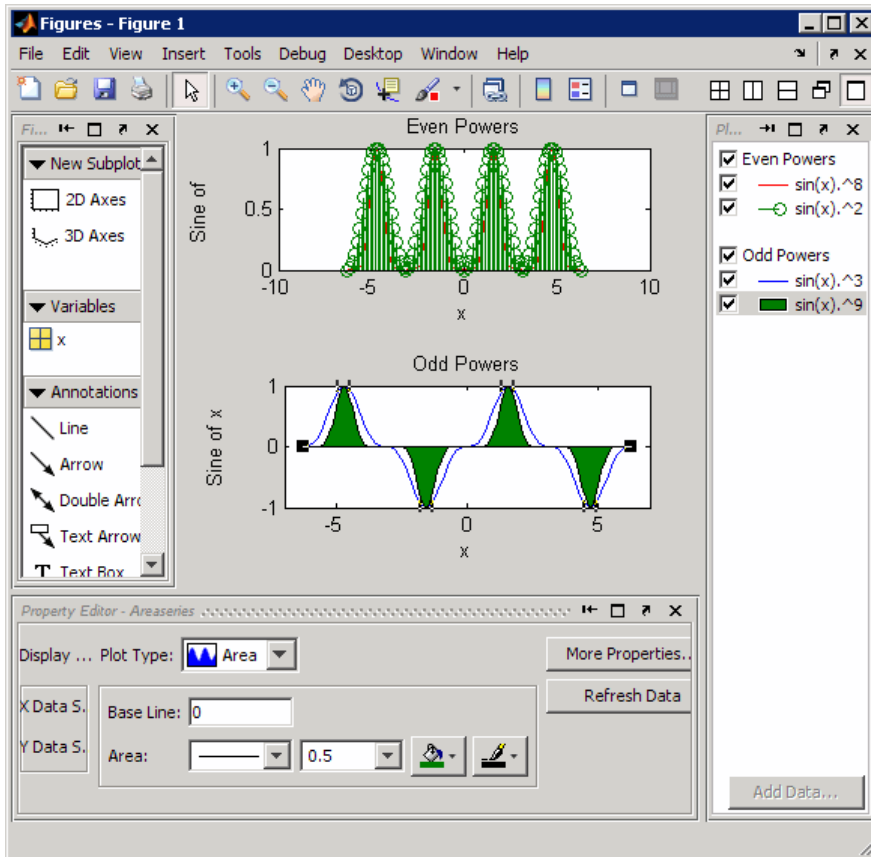 Figures - Figure 1
File Edit View Insert Tools Debug Desktop Window Help
Fi...
New Subplot
2D Axes
3D Axes
Variables
x
Annotations
Line
Arrow
Double Arro
Text Arrow
T Text Box
Even Powers
Sine of
1
0.5
0
-10 -5 0 5 10
x
Odd Powers
Sine of x
1
0
-1
-5 0 5
x
Pl...
Even Powers
sin(x).^8
sin(x).^2
Odd Powers
sin(x).^3
sin(x).^9
Add Data...
Property Editor - Areaseries
Display ... Plot Type: Area
More Properties..
Refresh Data
X Data S.
Y Data S.
Base Line: 0
Area: 0.5